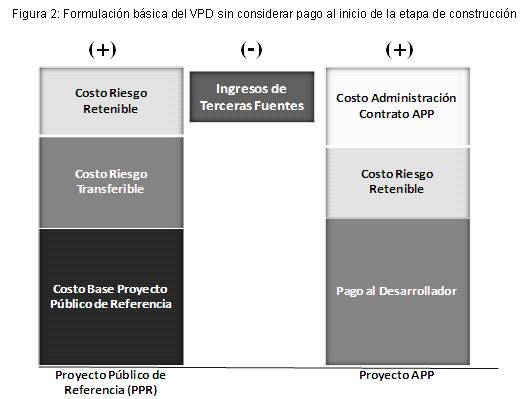 Figura 2: Formulación básica del VPD sin considerar pago al inicio de la etapa de construcción
(+)
(-)
(+)
Costo Riesgo
Retenible
Costo Riesgo
Transferible
Costo Base Proyecto
Público de Referencia
Ingresos de
Terceras Fuentes
Costo Administración
Contrato APP
Costo Riesgo
Retenible
Pago al Desarrollador
Proyecto Público de
Referencia (PPR)
Proyecto APP